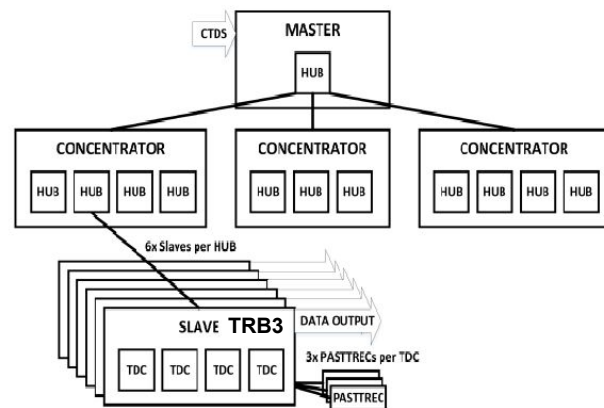 CTDS
MASTER
HUB
CONCENTRATOR
HUB HUB HUB HUB
CONCENTRATOR
HUB HUB HUB
CONCENTRATOR
HUB HUB HUB HUB
6x Slaves per HUB
SLAVE TRB3
DATA OUTPUT
TDC TDC TDC TDC
3x PASTTRECs per TDC
PASTTREC